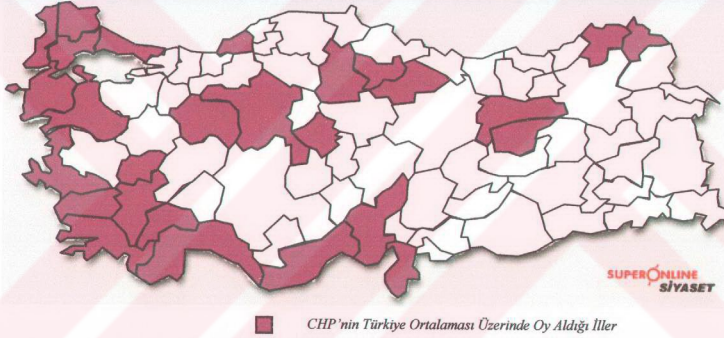 SUPERONLINE
SİYASET
CHP'nin Türkiye Ortalaması Üzerinde Oy Aldığı İller